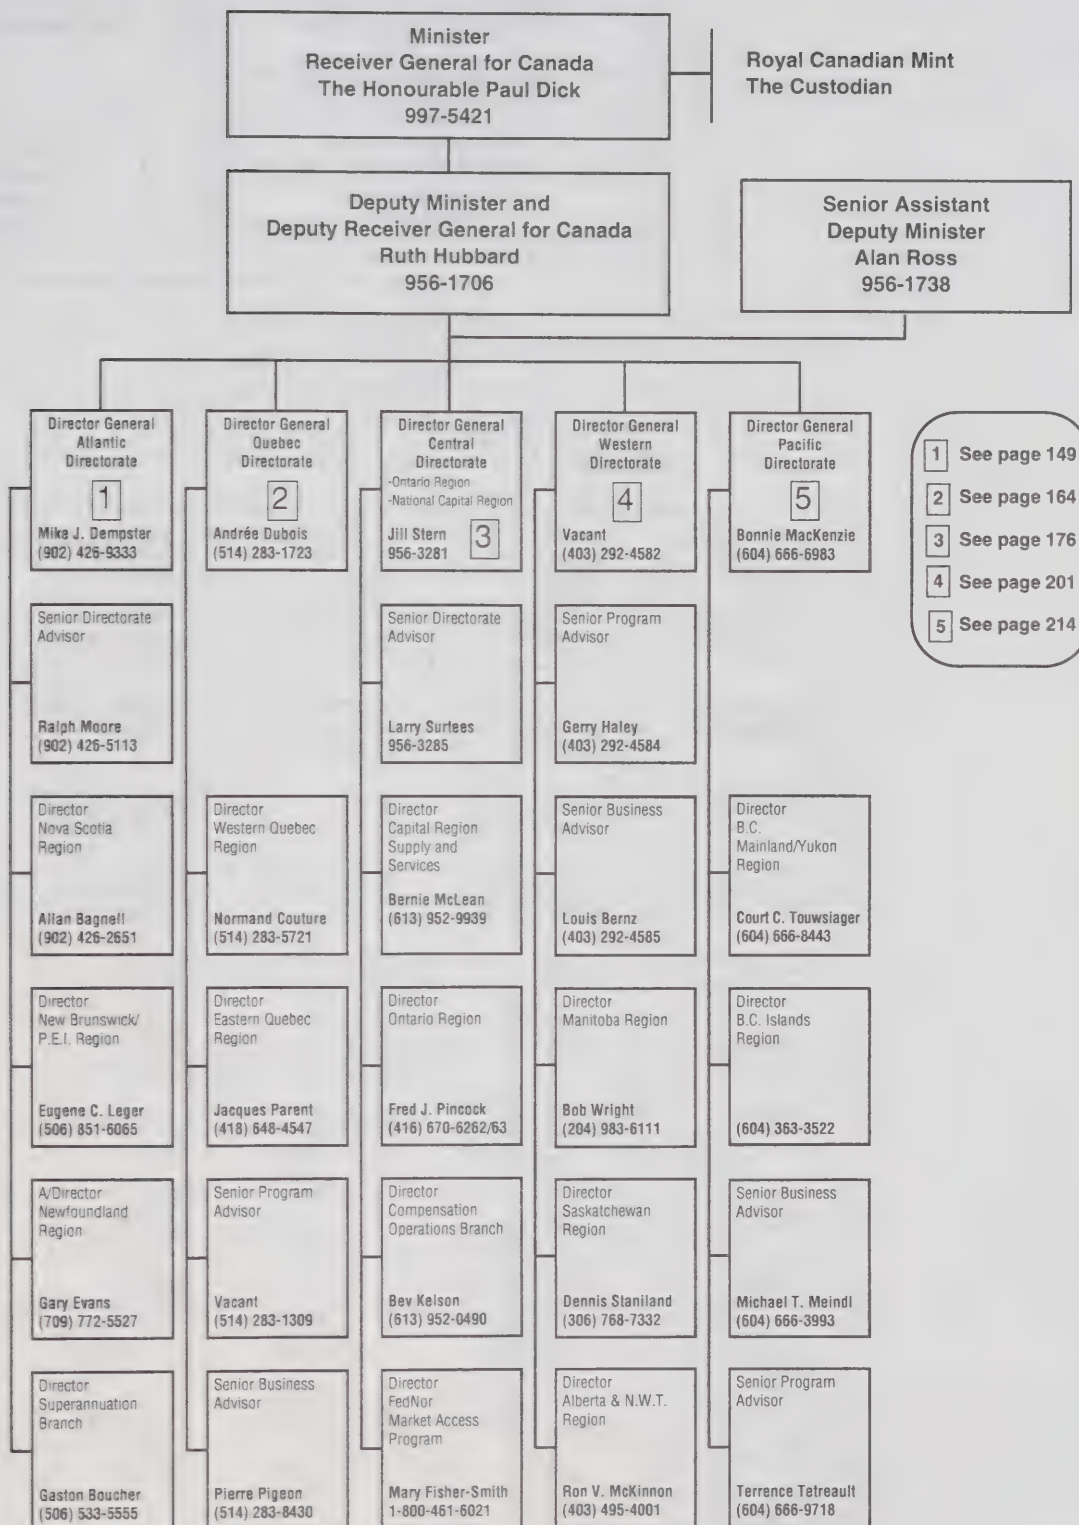 Minister
Receiver General for Canada
The Honourable Paul Dick
997-5421
Royal Canadian Mint
The Custodian
Deputy Minister and
Deputy Receiver General for Canada
Ruth Hubbard
956-1706
Senior Assistant
Deputy Minister
Alan Ross
956-1738
Director General
Atlantic
Directorate
1
Mike J. Dempster
(902) 426-9333
Director General
Quebec
Directorate
2
Andrée Dubois
(514) 283-1723
Director General
Central
Directorate
-Ontario Region
-National Capital Region
Jill Stern
956-3281
3
Director General
Western
Directorate
4
Vacant
(403) 292-4582
Director General
Pacific
Directorate
5
Bonnie MacKenzie
(604) 666-6983
1 See page 149
2 See page 164
3 See page 176
4 See page 201
5 See page 214
Senior Directorate
Advisor
Ralph Moore
(902) 426-5113
Senior Directorate
Advisor
Larry Surtees
956-3285
Senior Program
Advisor
Gerry Haley
(403) 292-4584
Director
Nova Scotia
Region
Allan Bagnell
(902) 426-2651
Director
Western Quebec
Region
Normand Couture
(514) 283-5721
Director
Capital Region
Supply and
Services
Bernie McLean
(613) 952-9939
Senior Business
Advisor
Louis Bernz
(403) 292-4585
Director
B.C.
Mainland/Yukon
Region
Court C. Touwsiager
(604) 666-8443
Director
New Brunswick/
P.E.I. Region
Eugene C. Leger
(506) 851-6065
Director
Eastern Quebec
Region
Jacques Parent
(418) 648-4547
Director
Ontario Region
Fred J. Pincock
(416) 670-6262/63
Director
Manitoba Region
Bob Wright
(204) 983-6111
Director
B.C. Islands
Region
(604) 363-3522
A/Director
Newfoundland
Region
Gary Evans
(709) 772-5527
Senior Program
Advisor
Vacant
(514) 283-1309
Director
Compensation
Operations Branch
Bev Kelson
(613) 952-0490
Director
Saskatchewan
Region
Dennis Staniland
(306) 768-7332
Senior Business
Advisor
Michael T. Meindl
(604) 666-3993
Director
Superannuation
Branch
Gaston Boucher
(506) 533-5555
Senior Business
Advisor
Pierre Pigeon
(514) 283-8430
Director
FedNor
Market Access
Program
Mary Fisher-Smith
1-800-461-6021
Director
Alberta & N.W.T.
Region
Ron V. McKinnon
(403) 495-4001
Senior Program
Advisor
Terrence Tetreault
(604) 666-9718